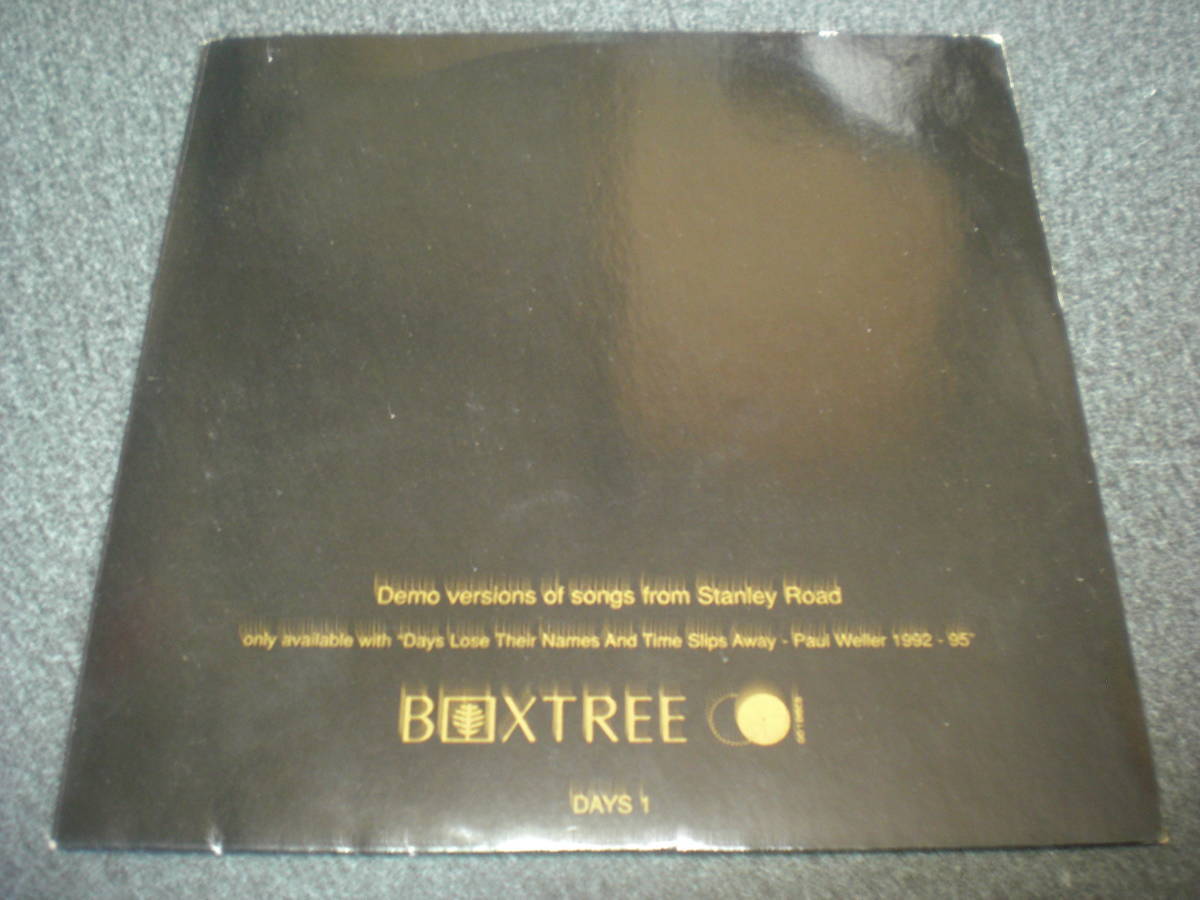 Demo versions of songs from Stanley Road
only available with "Days Lose Their Names And Time Slips Away - Paul Weller 1992 - 95"
BOXTREE
DAYS 1